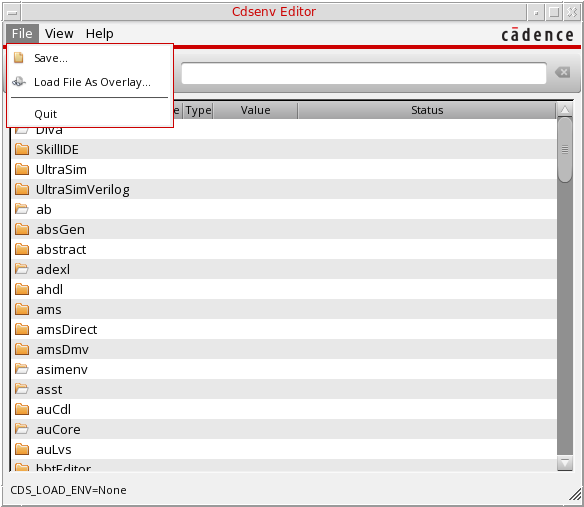 Cdsenv Editor
File View Help
cādence
Save...
Load File As Overlay...
Quit
Type Value Status
Diva
SkillIDE
UltraSim
UltraSimVerilog
ab
absGen
abstract
adexl
ahdl
ams
amsDirect
amsDmv
asimenv
asst
auCdl
auCore
auLvs
bbtEditor
CDS_LOAD_ENV=None